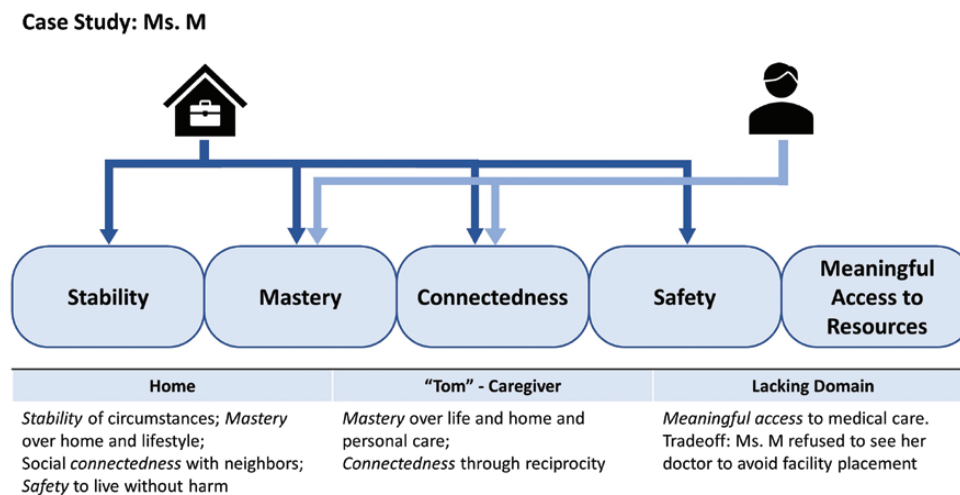 Case Study: Ms. M
Stability
Mastery
Connectedness
Safety
Meaningful
Access to
Resources
Home
Stability of circumstances; Mastery
over home and lifestyle;
Social connectedness with neighbors;
Safety to live without harm
“Tom” - Caregiver
Mastery over life and home and
personal care;
Connectedness through reciprocity
Lacking Domain
Meaningful access to medical care.
Tradeoff: Ms. M refused to see her
doctor to avoid facility placement